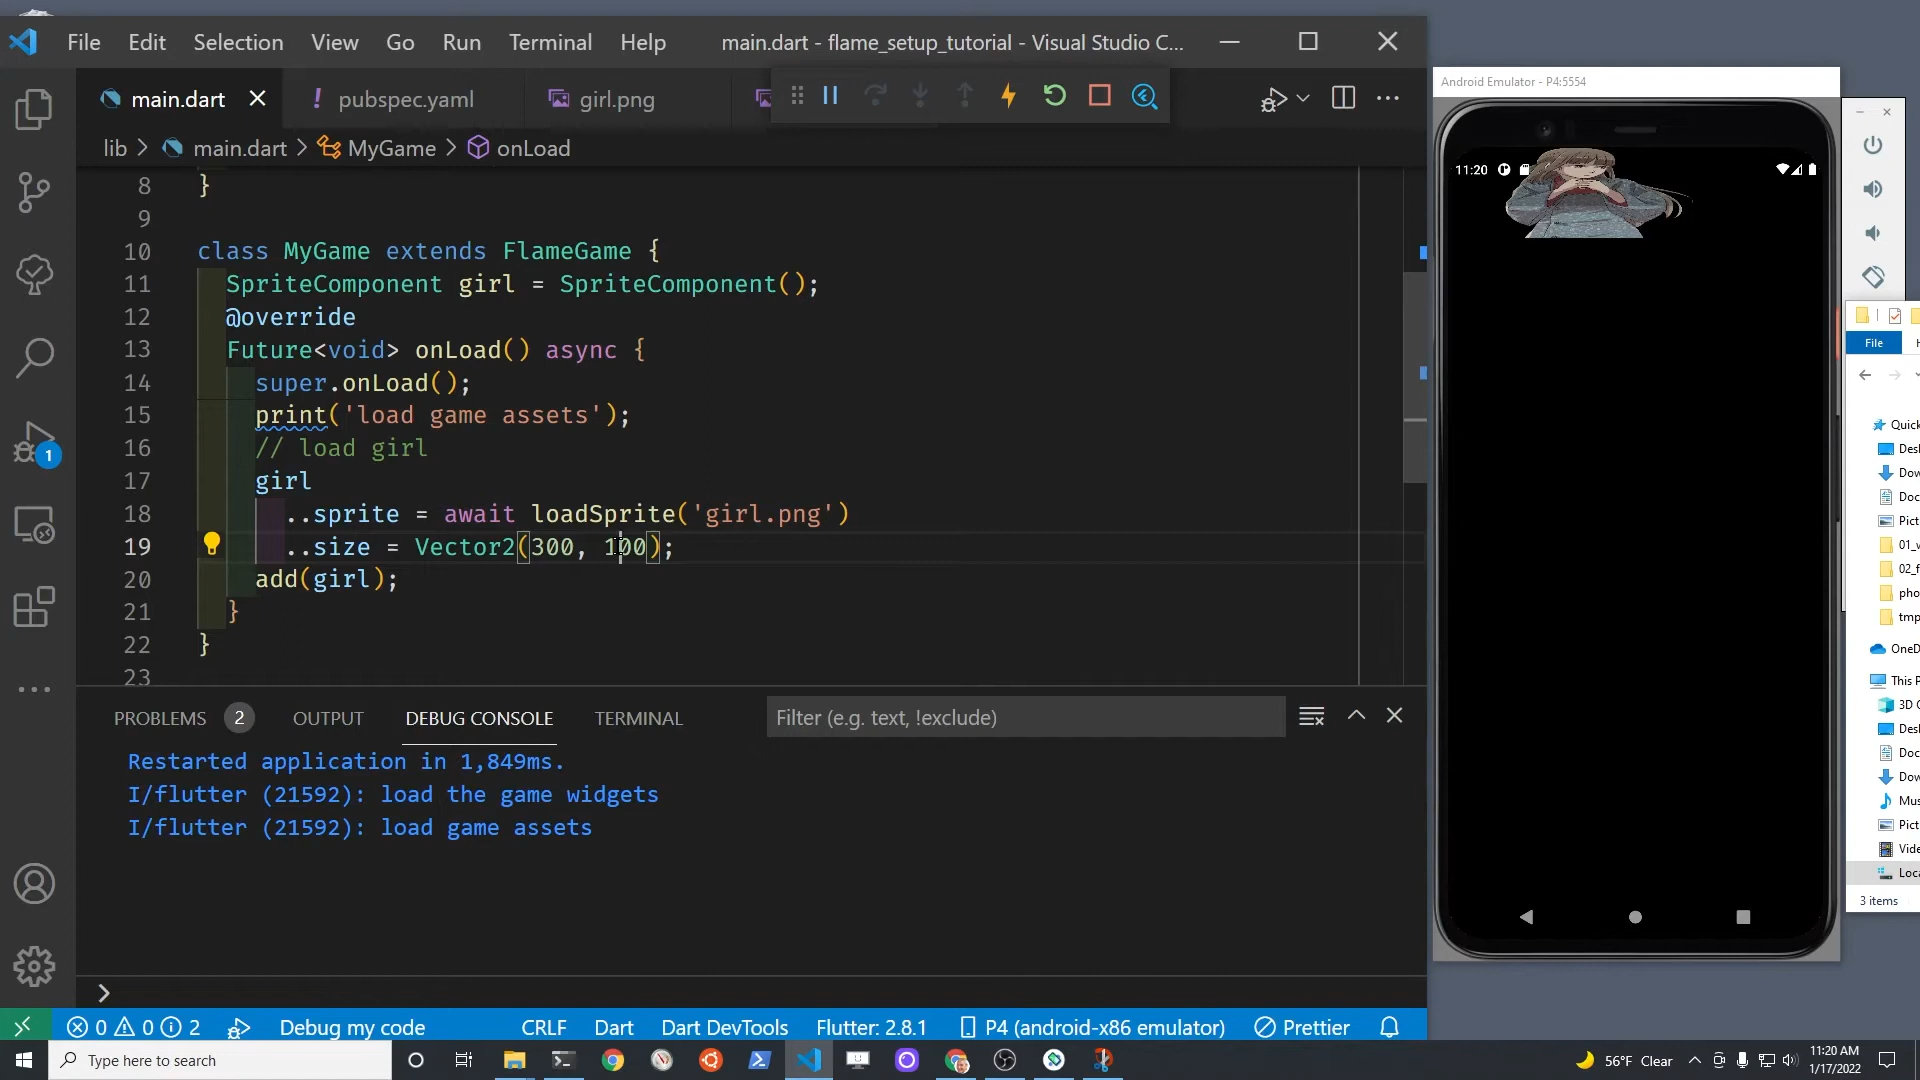 File Edit Selection View Go Run Terminal Help main.dart - flame_setup_tutorial - Visual Studio C...
main.dart
! pubspec.yaml
girl.png
lib > main.dart > MyGame > onLoad
8 }
9
10 class MyGame extends FlameGame {
11 SpriteComponent girl = SpriteComponent();
12 @override
13 Future<void> onLoad() async {
14 super.onLoad();
15 print('load game assets');
16 // load girl
17 girl
18 ..sprite = await loadSprite('girl.png')
19 ..size = Vector2(300, 100);
20 add(girl);
21 }
22 }
23
1
PROBLEMS 2 OUTPUT DEBUG CONSOLE TERMINAL Filter (e.g. text, !exclude)
Restarted application in 1,849ms.
I/flutter (21592): load the game widgets
I/flutter (21592): load game assets
>
0 0 2 Debug my code CRLF Dart Dart DevTools Flutter: 2.8.1 P4 (android-x86 emulator) Prettier
Android Emulator - P4:5554
11:20
File
Quick
Desl
Dow
Doc
Pict
01_v
02_f
pho
tmp
OneD
This P
3D
Desl
Doc
Dow
Mus
Pict
Vide
Loca
3 items
Type here to search
56°F Clear
11:20 AM
1/17/2022